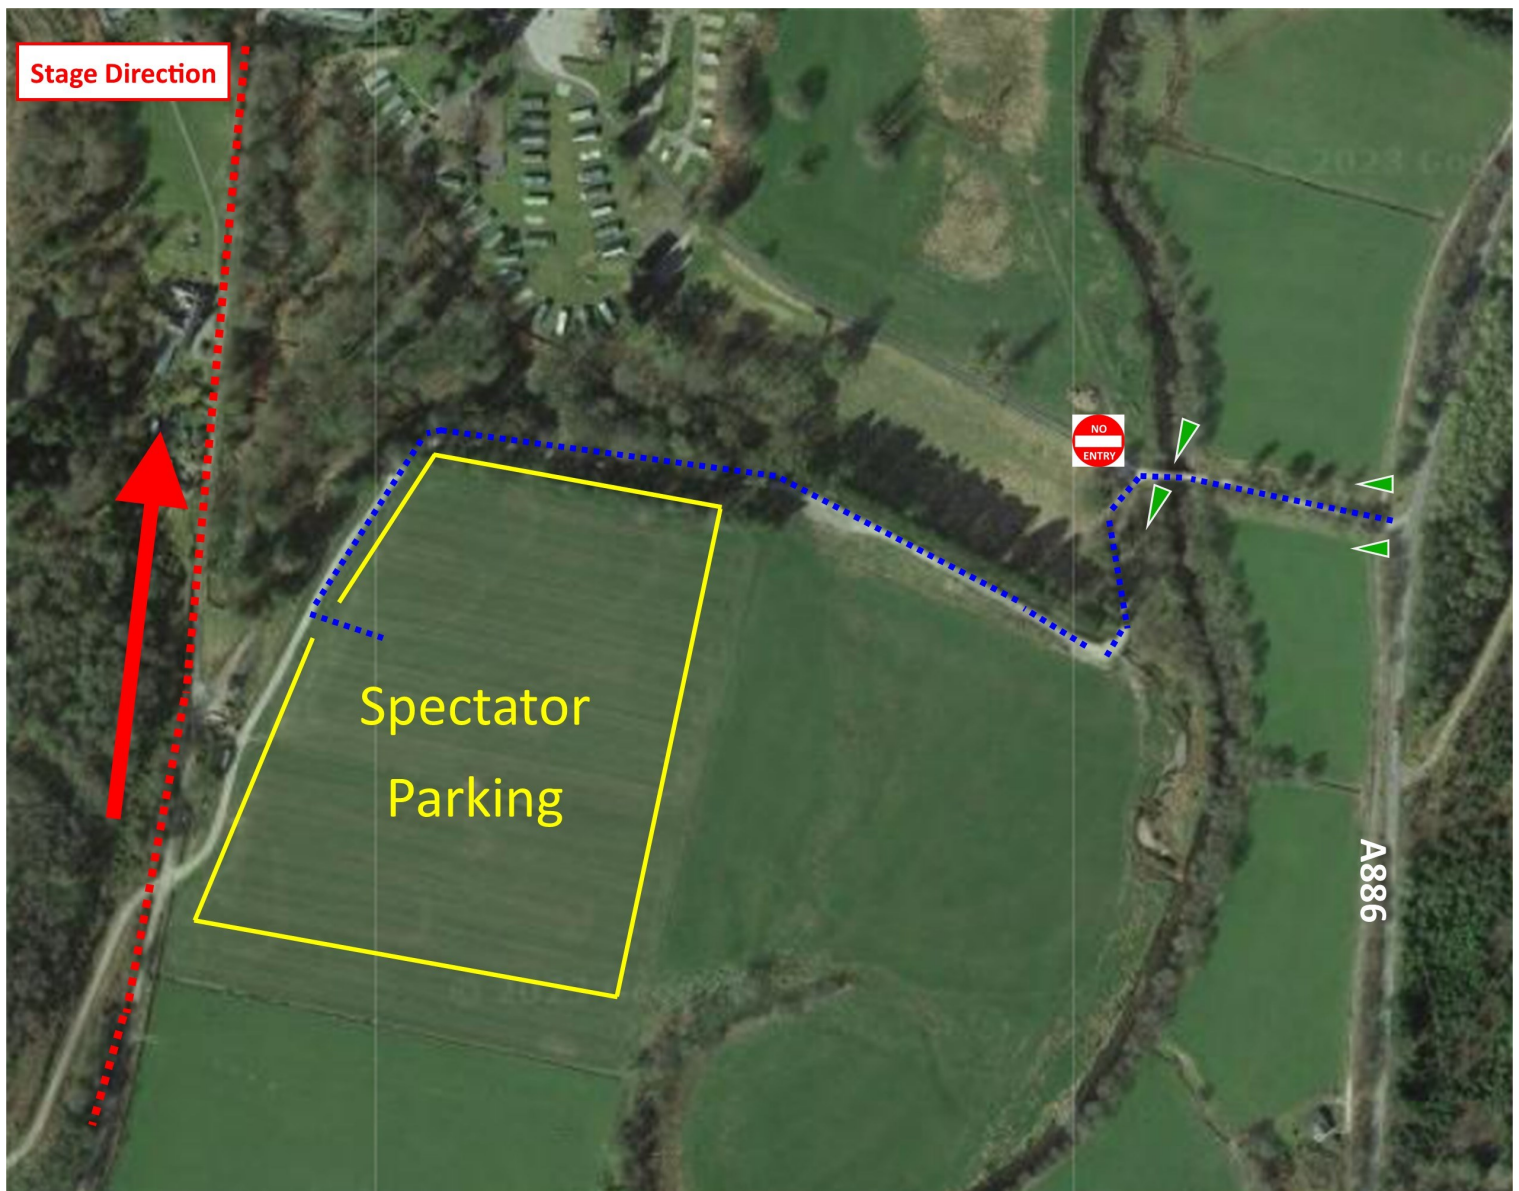 Stage Direction
NO
ENTRY
Spectator
Parking
A886